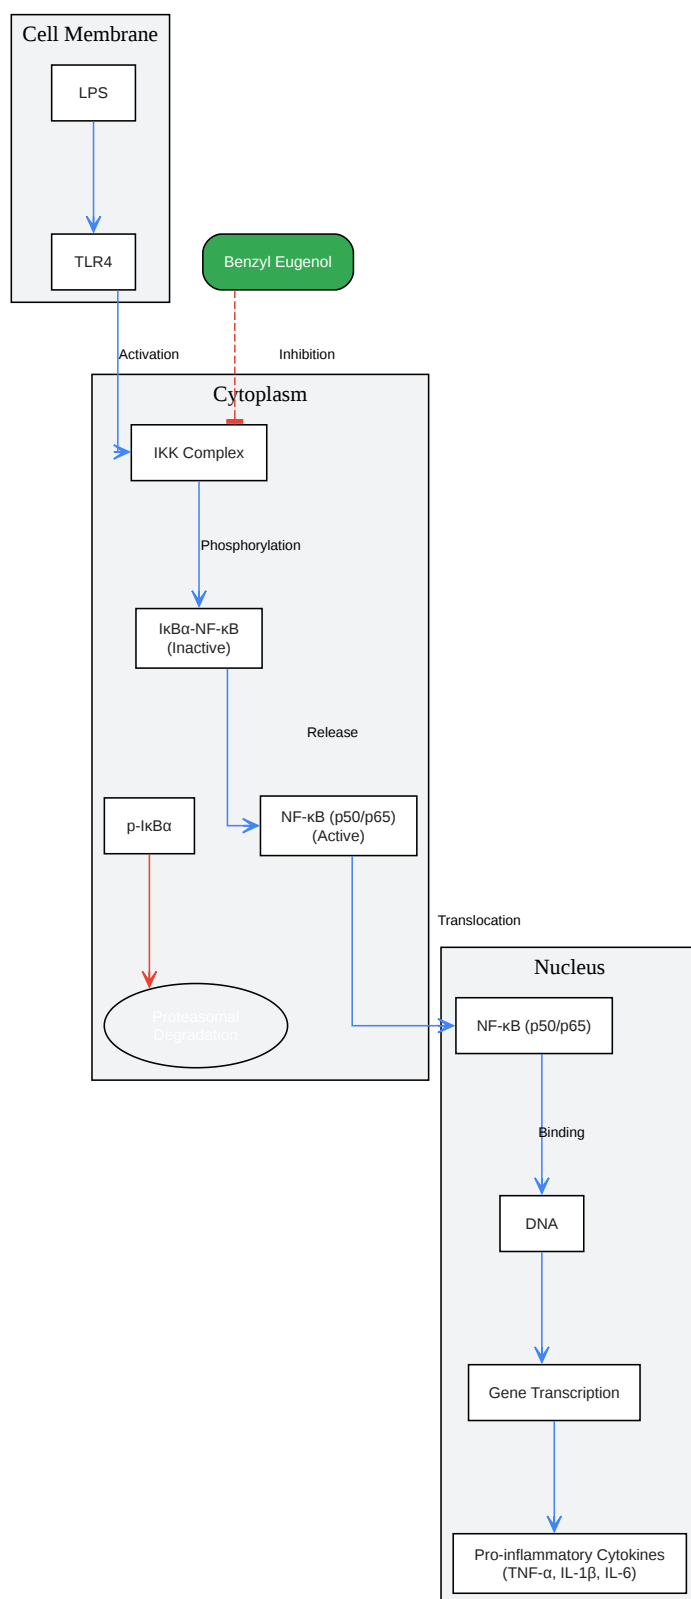 Cell Membrane
LPS
TLR4
Benzyl Eugenol
Activation
Inhibition
Cytoplasm
IKK Complex
Phosphorylation
IκBα-NF-κB
(Inactive)
Release
p-IκBα
NF-κB (p50/p65)
(Active)
Translocation
Nucleus
Proteasomal
Degradation
NF-κB (p50/p65)
Binding
DNA
Gene Transcription
Pro-inflammatory Cytokines
(TNF-α, IL-1β, IL-6)